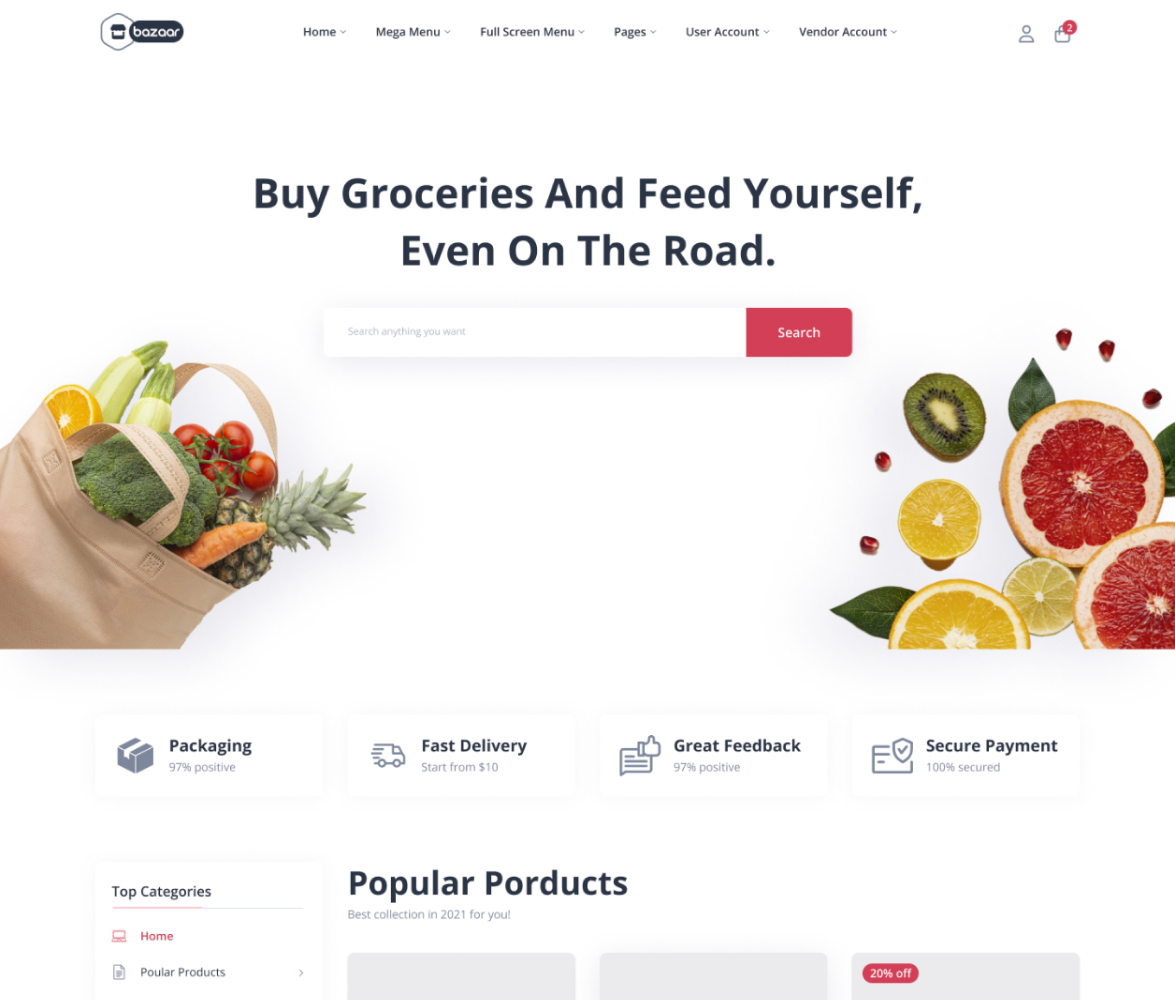 bazaar
Home
Mega Menu
Full Screen Menu
Pages
User Account
Vendor Account
2
Buy Groceries And Feed Yourself,
Even On The Road.
Search anything you want
Search
Packaging
97% positive
Fast Delivery
Start from $10
Great Feedback
97% positive
Secure Payment
100% secured
Top Categories
Home
Poular Products
Popular Porducts
Best collection in 2021 for you!
20% off